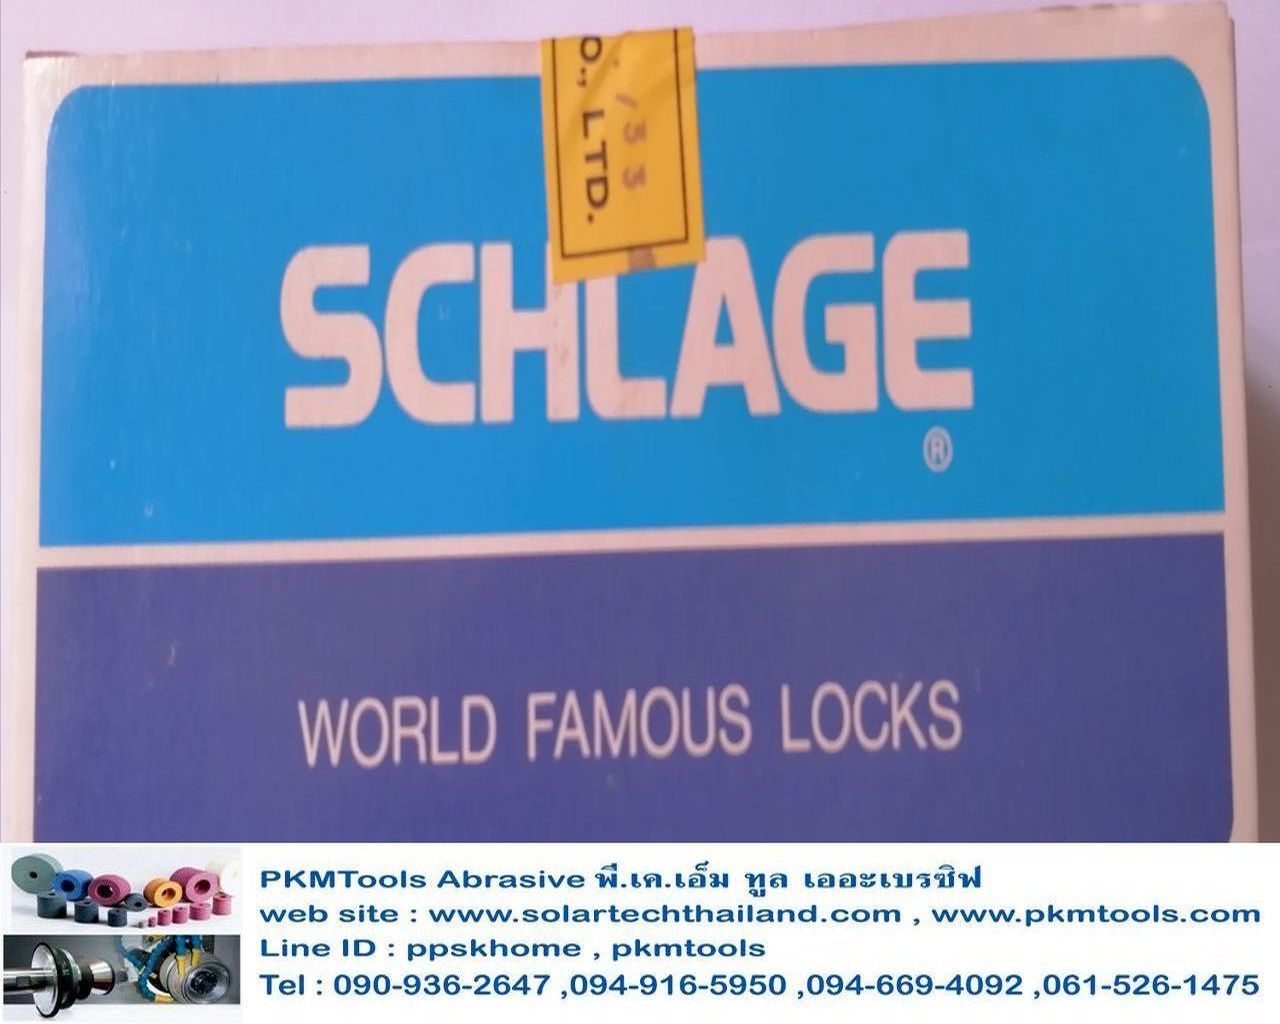 D., LTD.
/33
SCHLAGE
®
WORLD FAMOUS LOCKS
PKMTools Abrasive พี.เค.เอ็ม ทูล เออะเบรซิฟ
web site : www.solartechthailand.com , www.pkmtools.com
Line ID : ppskhome , pkmtools
Tel : 090-936-2647 ,094-916-5950 ,094-669-4092 ,061-526-1475